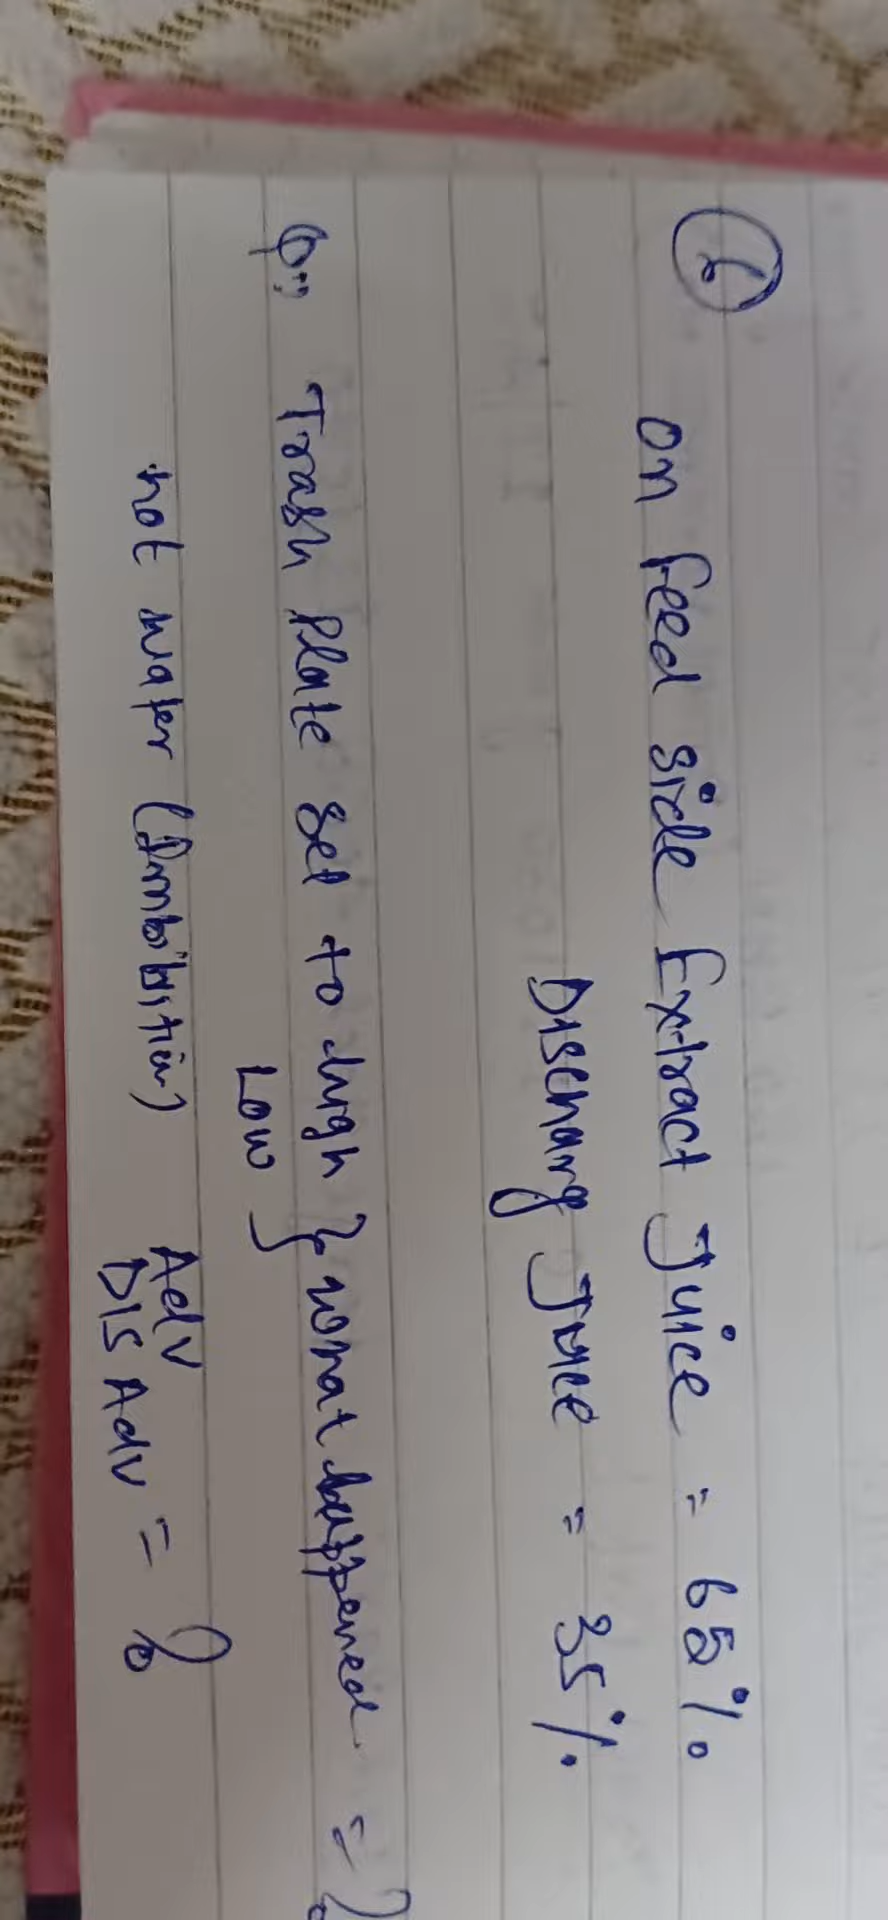 6
on feed side Extract Juice = 65%.
Discharg Juice = 35%.
Q,,, Trash Plate set to high } what happened = ?
Low
hot water (Imbibition) Adv
DIS Adv = ?